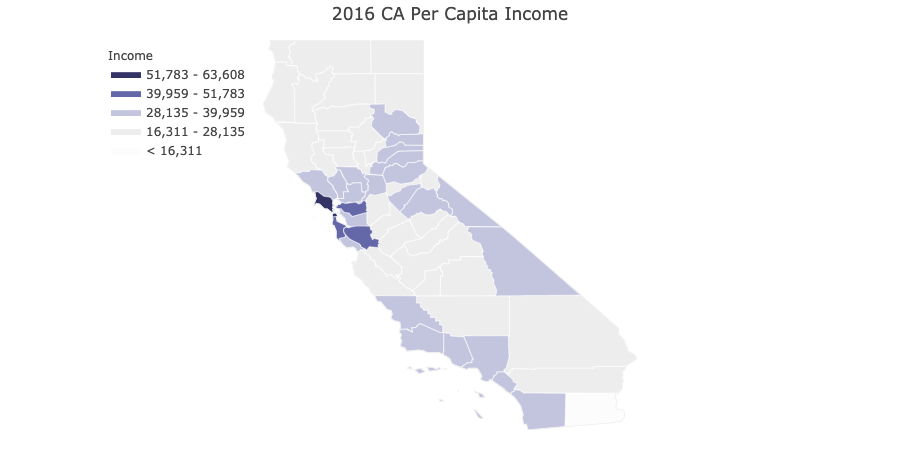 2016 CA Per Capita Income
Income
51,783 - 63,608
39,959 - 51,783
28,135 - 39,959
16,311 - 28,135
< 16,311